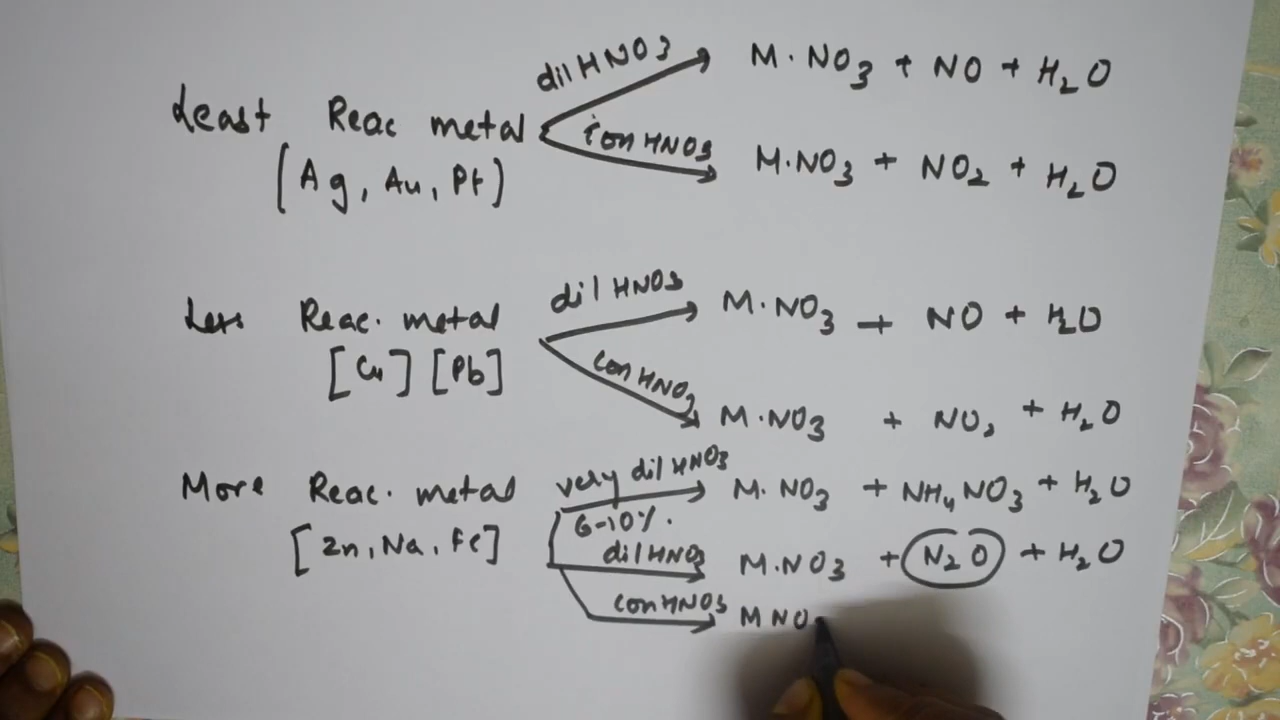 dil HNO3 M·NO3 + NO + H2O
Least Reac metal
con HNO3 M·NO3 + NO2 + H2O
[Ag, Au, Pt)
dil HNO3 M·NO3 + NO + H2O
Less Reac. metal
[Cu] [Pb]
con HNO3 M·NO3 + NO2 + H2O
very dil HNO3 M·NO3 + NH4NO3 + H2O
More Reac. metal
6-10%.
[Zn, Na, Fe]
dil HNO3 M·NO3 + N2O + H2O
con HNO3 MNO